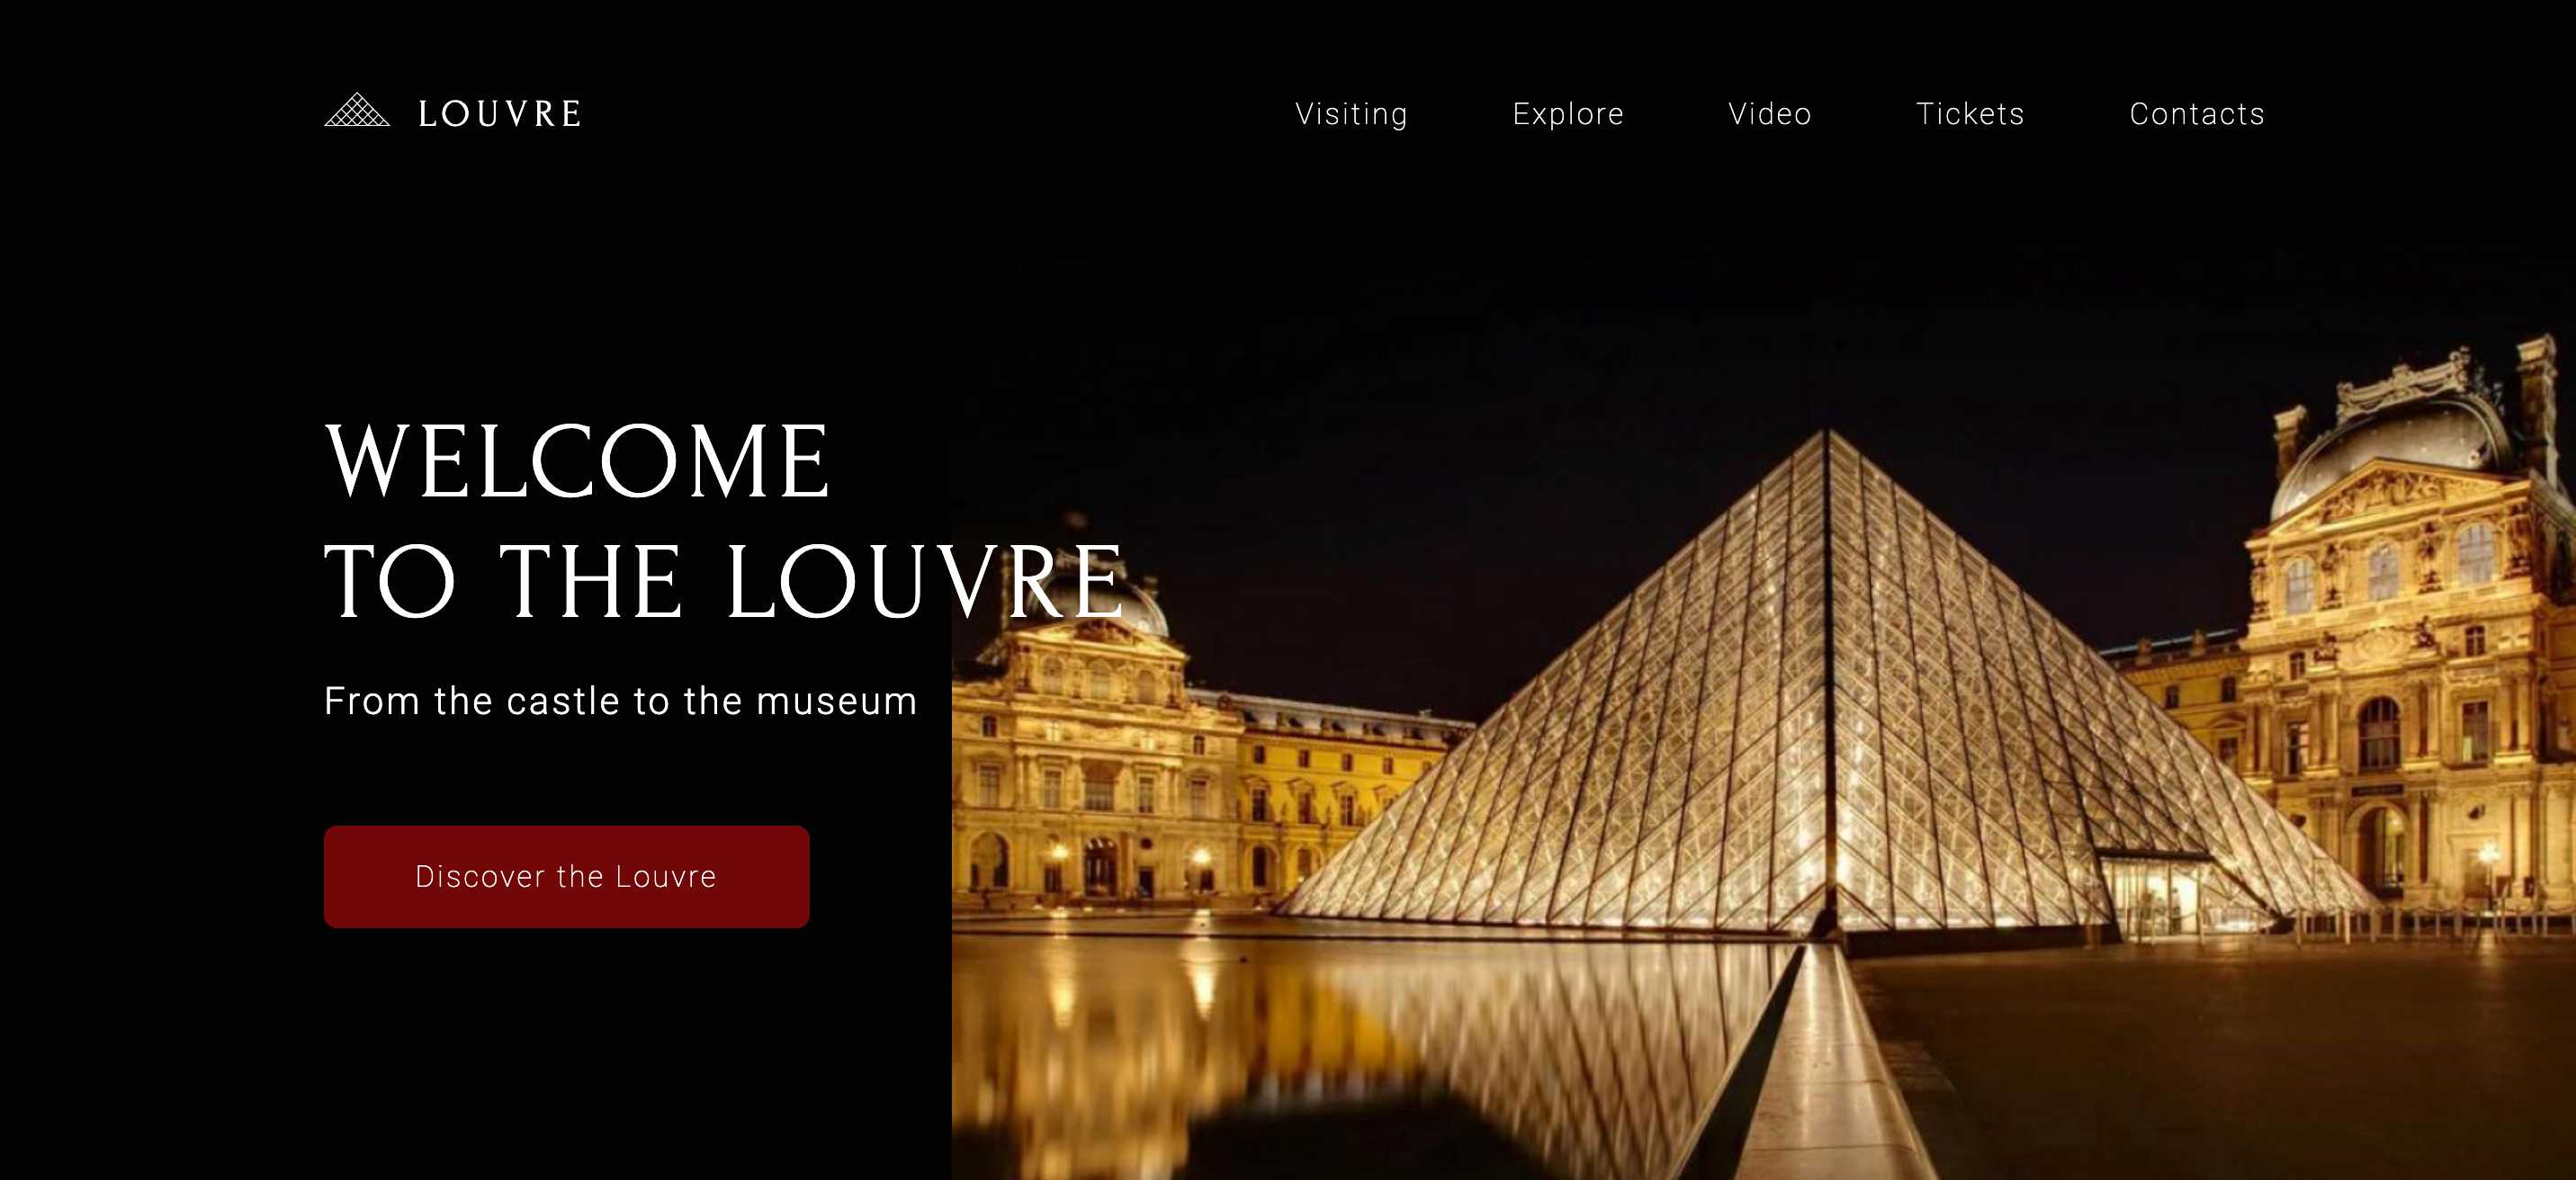 LOUVRE
Visiting
Explore
Video
Tickets
Contacts
WELCOME
TO THE LOUVRE
From the castle to the museum
Discover the Louvre